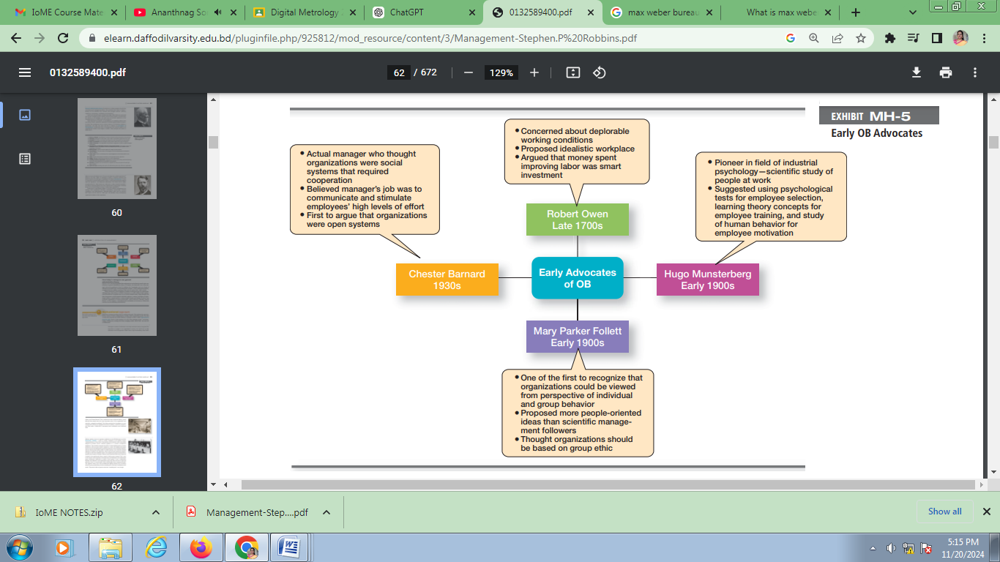 IoME Course Mate
Ananthnag So
Digital Metrology
ChatGPT
0132589400.pdf
max weber bureau
What is max webe
elearn.daffodilvarsity.edu.bd/pluginfile.php/925812/mod_resource/content/3/Management-Stephen.P%20Robbins.pdf
0132589400.pdf
62 / 672
129%
60
61
62
EXHIBIT MH-5
Early OB Advocates
• Concerned about deplorable
working conditions
• Proposed idealistic workplace
• Argued that money spent
improving labor was smart
investment
• Actual manager who thought
organizations were social
systems that required
cooperation
• Believed manager's job was to
communicate and stimulate
employees' high levels of effort
• First to argue that organizations
were open systems
• Pioneer in field of industrial
psychology—scientific study of
people at work
• Suggested using psychological
tests for employee selection,
learning theory concepts for
employee training, and study
of human behavior for
employee motivation
Robert Owen
Late 1700s
Chester Barnard
1930s
Early Advocates
of OB
Hugo Munsterberg
Early 1900s
Mary Parker Follett
Early 1900s
• One of the first to recognize that
organizations could be viewed
from perspective of individual
and group behavior
• Proposed more people-oriented
ideas than scientific manage-
ment followers
• Thought organizations should
be based on group ethic
IoME NOTES.zip
Management-Step....pdf
Show all
5:15 PM
11/20/2024